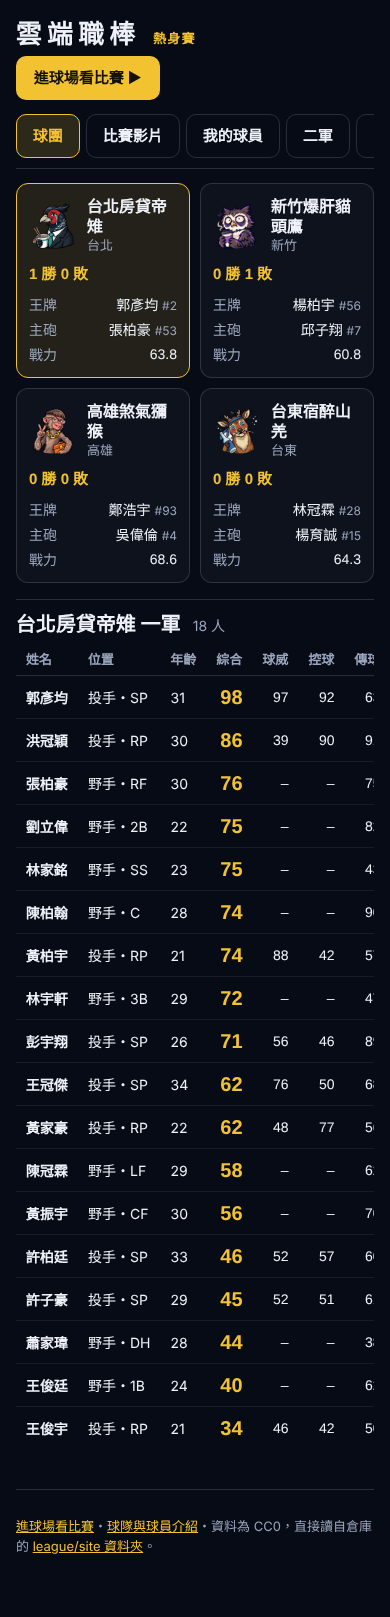 雲端職棒 熱身賽
進球場看比賽 ▶
球團 比賽影片 我的球員 二軍
台北房貸帝雉
台北
1 勝 0 敗
王牌 郭彥均 #2
主砲 張柏豪 #53
戰力 63.8
新竹爆肝貓頭鷹
新竹
0 勝 1 敗
王牌 楊柏宇 #56
主砲 邱子翔 #7
戰力 60.8
高雄煞氣獼猴
高雄
0 勝 0 敗
王牌 鄭浩宇 #93
主砲 吳偉倫 #4
戰力 68.6
台東宿醉山羌
台東
0 勝 0 敗
王牌 林冠霖 #28
主砲 楊育誠 #15
戰力 64.3
台北房貸帝雉 一軍 18 人
姓名 位置 年齡 綜合 球威 控球
郭彥均 投手・SP 31 98 97 92
洪冠穎 投手・RP 30 86 39 90
張柏豪 野手・RF 30 76 – –
劉立偉 野手・2B 22 75 – –
林家銘 野手・SS 23 75 – –
陳柏翰 野手・C 28 74 – –
黃柏宇 投手・RP 21 74 88 42
林宇軒 野手・3B 29 72 – –
彭宇翔 投手・SP 26 71 56 46
王冠傑 投手・SP 34 62 76 50
黃家豪 投手・RP 22 62 48 77
陳冠霖 野手・LF 29 58 – –
黃振宇 野手・CF 30 56 – –
許柏廷 投手・SP 33 46 52 57
許子豪 投手・SP 29 45 52 51
蕭家瑋 野手・DH 28 44 – –
王俊廷 野手・1B 24 40 – –
王俊宇 投手・RP 21 34 46 42
進球場看比賽・球隊與球員介紹・資料為 CC0，直接讀自倉庫
的 league/site 資料夾。